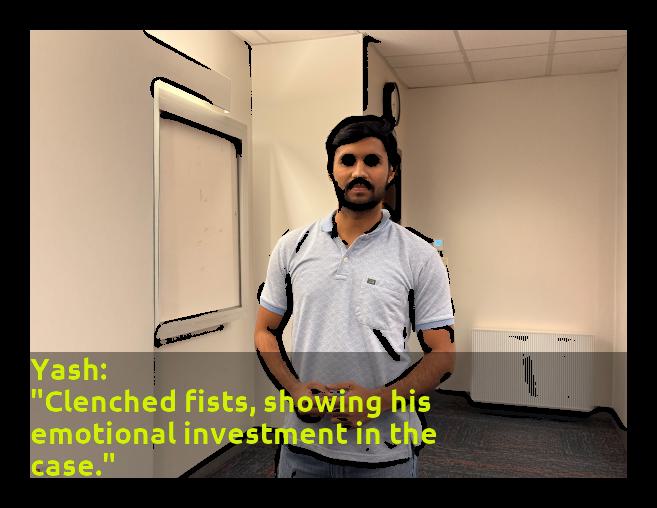 Yash:
"Clenched fists, showing his
emotional investment in the
case."